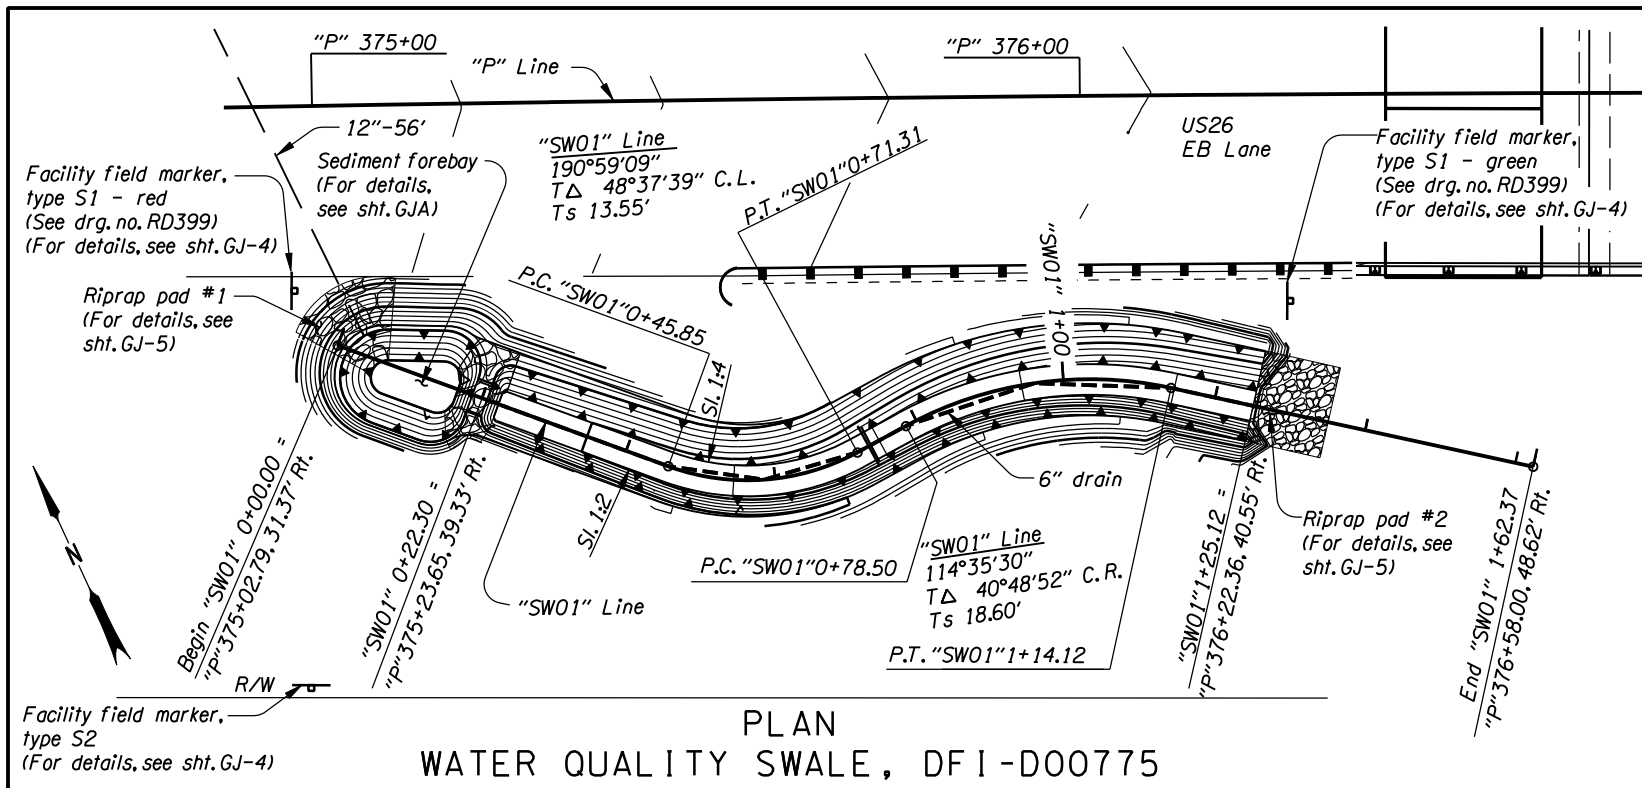 "P" 375+00
"P" Line
"P" 376+00
12"-56'
"SW01" Line
190°59'09"
T△ 48°37'39" C.L.
Ts 13.55'
P.T. "SW01"0+71.31
US26
EB Lane
Facility field marker,
type S1 - green
(See drg.no.RD399)
(For details, see sht.GJ-4)
Facility field marker,
type S1 - red
(See drg.no.RD399)
(For details, see sht.GJ-4)
Sediment forebay
(For details,
see sht.GJA)
Riprap pad #1
(For details, see
sht.GJ-5)
P.C. "SW01"0+45.85
"SW01" 1+00
Sl. 1:4
Sl. 1:2
6" drain
Begin "SW01" 0+00.00 =
"P"375+02.79, 31.37' Rt.
"SW01" 0+22.30 =
"P"375+23.65, 39.33' Rt.
"SW01" Line
P.C. "SW01"0+78.50
"SW01" Line
114°35'30"
T△ 40°48'52" C.R.
Ts 18.60'
P.T. "SW01"1+14.12
"SW01"1+25.12 =
"P"376+22.36, 40.55' Rt.
Riprap pad #2
(For details, see
sht.GJ-5)
End "SW01" 1+62.37
"P"376+58.00, 48.62' Rt.
N
R/W
Facility field marker,
type S2
(For details, see sht.GJ-4)
PLAN
WATER QUALITY SWALE, DFI-D00775